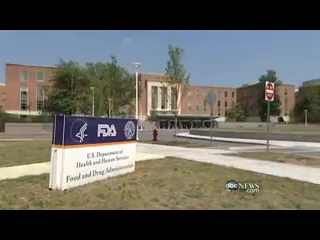 FDA
U.S. Department of
Health and Human Services
Food and Drug Administration
abc NEWS
.com